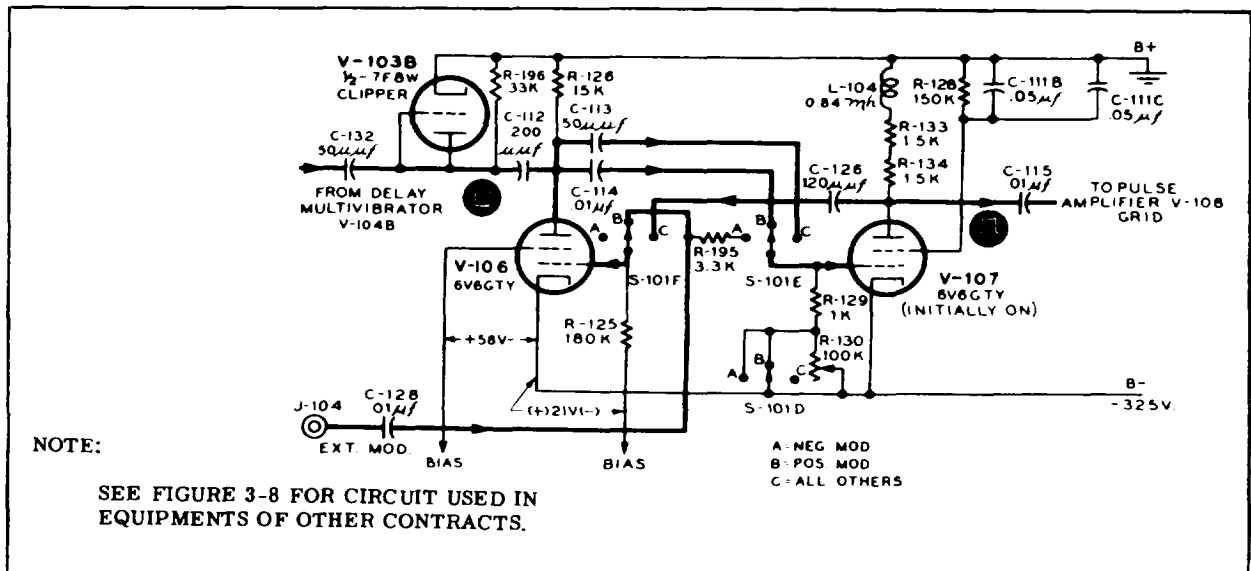 V-103B
½-7F8W
CLIPPER
R-196
33K
R-126
15K
C-113
50μμf
C-112
200
μμf
C-132
50μμf
FROM DELAY
MULTIVIBRATOR
V-104B
C-114
.01μf
L-104
0.84mh
R-128
150K
C-111B
.05μf
C-111C
.05μf
B+
R-133
1.5K
R-134
1.5K
C-126
120μμf
C-115
.01μf
TO PULSE
AMPLIFIER V-108
GRID
A
B
C
R-195
3.3K
A
B
C
V-106
6V6GTY
S-101F
S-101E
V-107
6V6GTY
(INITIALLY ON)
R-125
180K
R-129
1K
R-130
100K
A
B
C
S-101D
+58V-
(+)21V(-)
B-
-325V.
J-104
C-128
.01μf
EXT. MOD.
BIAS
BIAS
A=NEG MOD
B=POS. MOD
C=ALL OTHERS
NOTE:
SEE FIGURE 3-8 FOR CIRCUIT USED IN
EQUIPMENTS OF OTHER CONTRACTS.